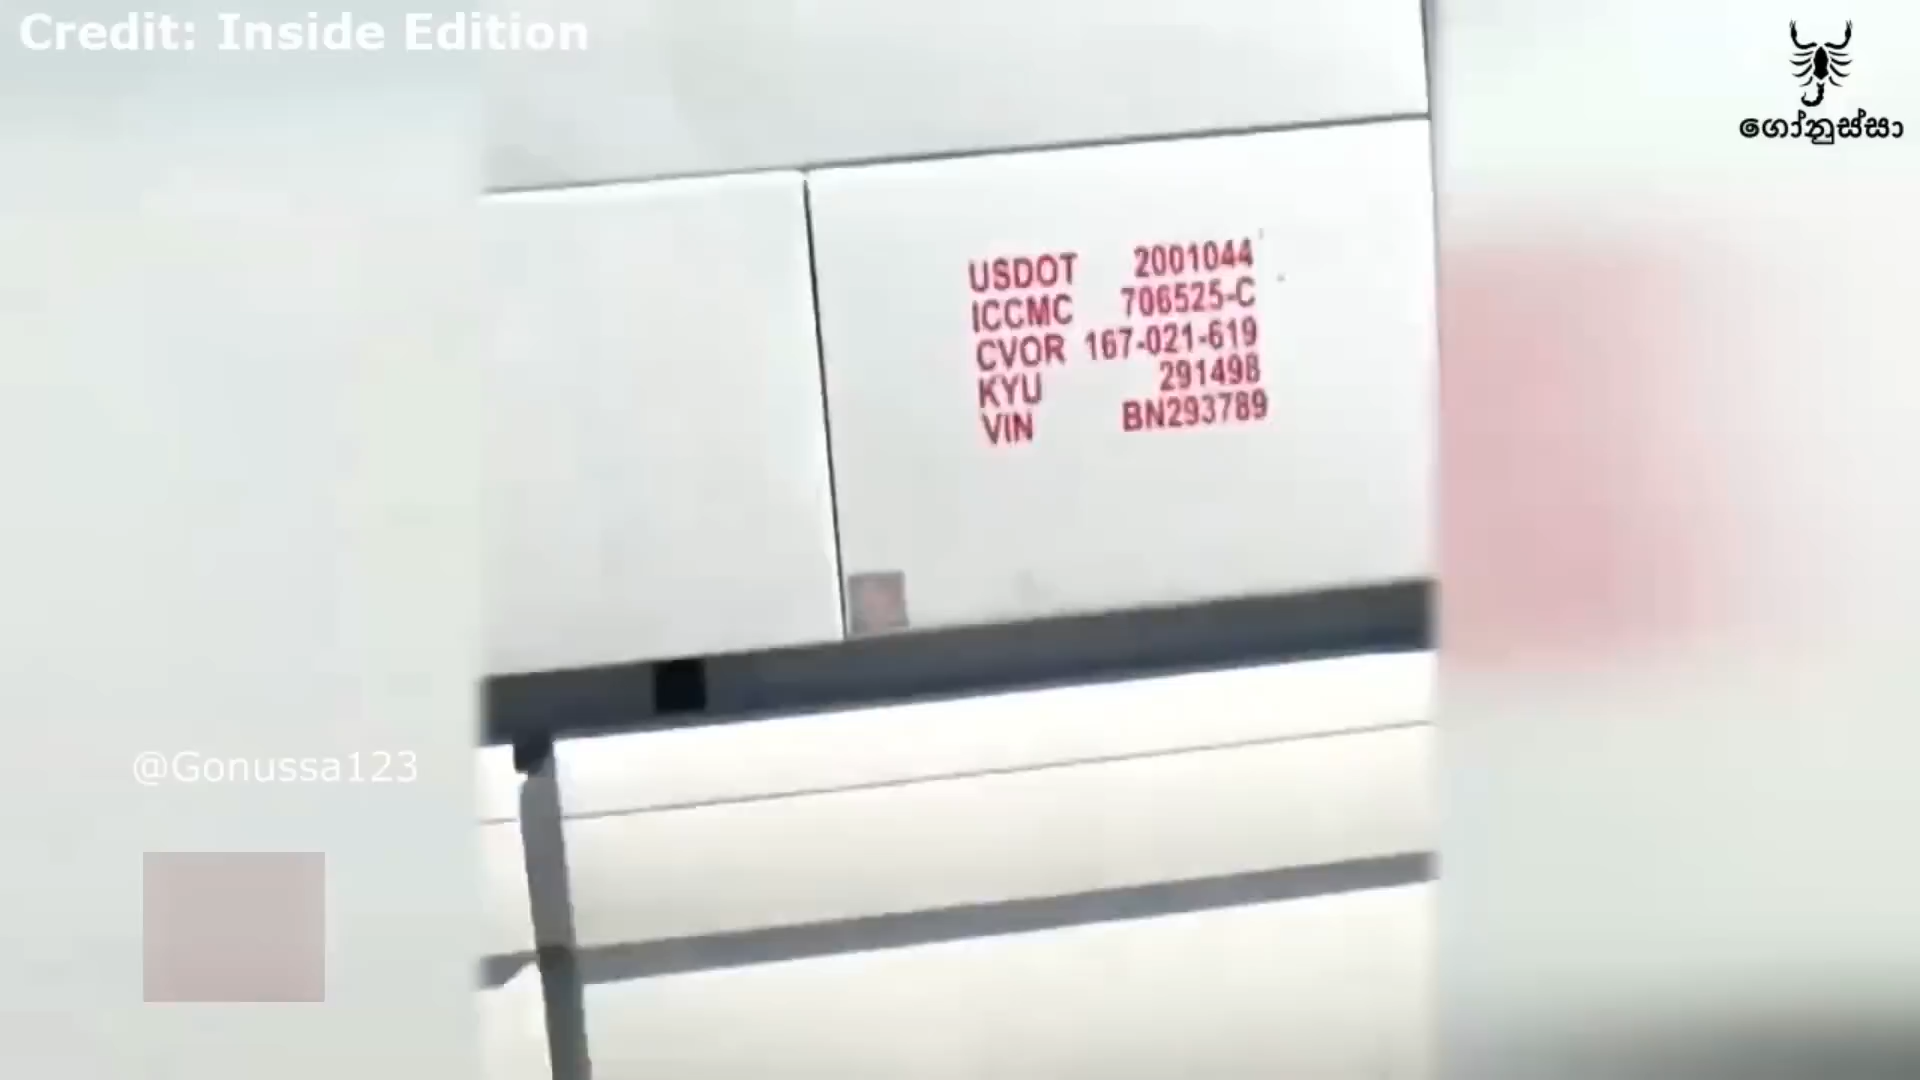 Credit: Inside Edition
ගෝනුස්සා
USDOT 2001044
ICCMC 706525-C
CVOR 167-021-619
KYU 291498
VIN BN293789
@Gonussa123